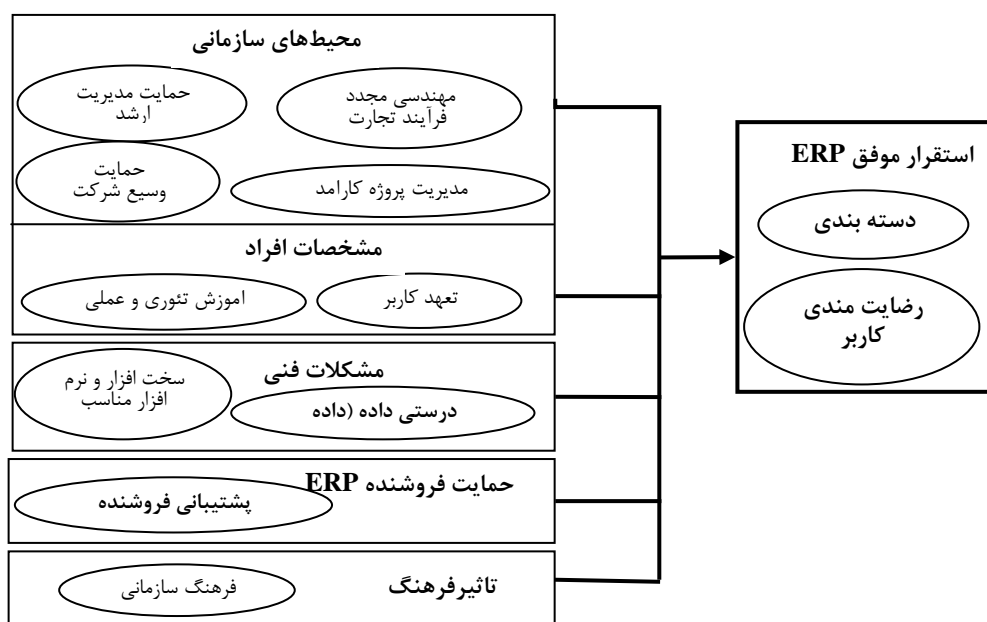 محیط‌های سازمانی
مهندسی مجدد
فرآیند تجارت
حمایت مدیریت
ارشد
حمایت
وسیع شرکت
مدیریت پروژه کارامد
مشخصات افراد
تعهد کاربر
اموزش تئوری و عملی
مشکلات فنی
سخت افزار و نرم
افزار مناسب
درستی داده (داده
حمایت فروشنده ERP
پشتیبانی فروشنده
تاثیرفرهنگ
فرهنگ سازمانی
استقرار موفق ERP
دسته بندی
رضایت مندی
کاربر